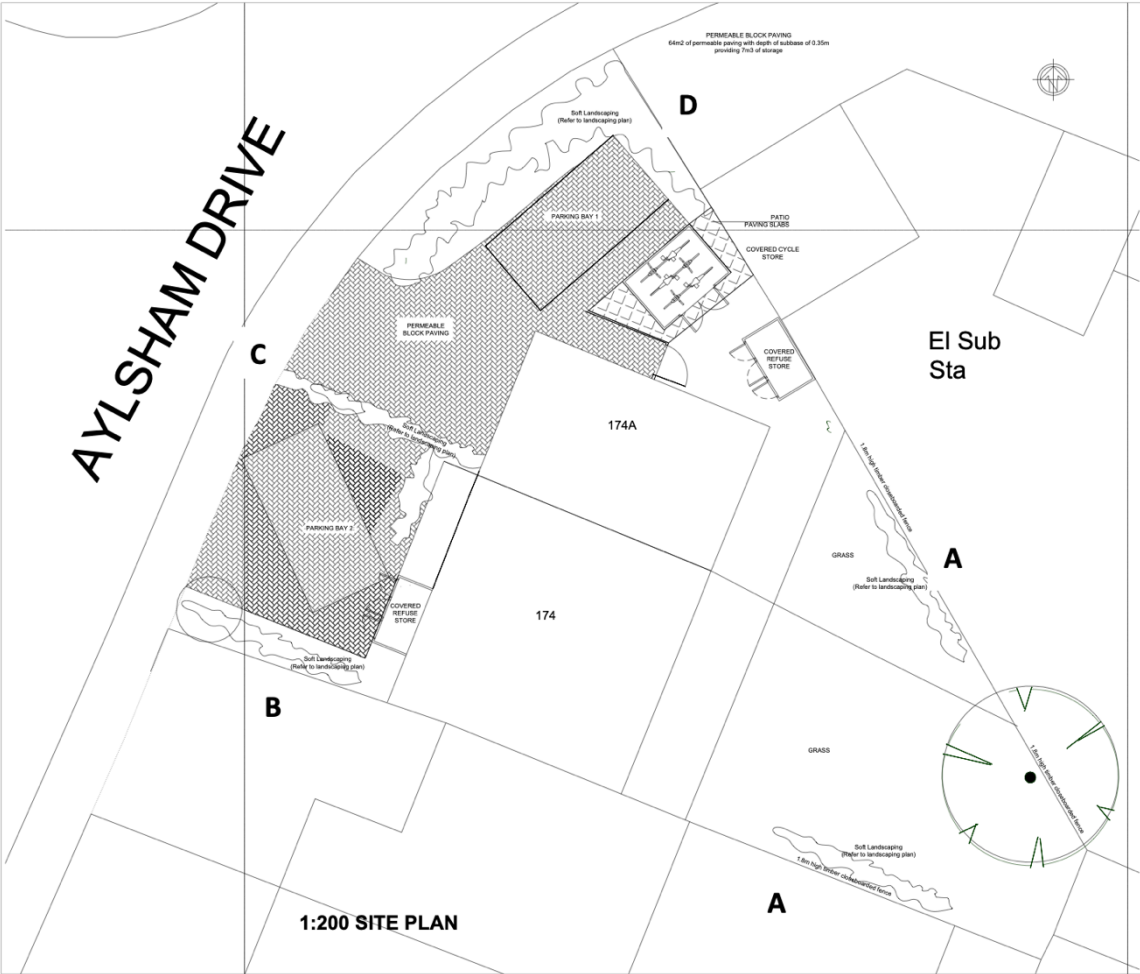 PERMEABLE BLOCK PAVING
64m2 of permeable paving with depth of subbase of 0.35m
providing 7m3 of storage
D
Soft Landscaping
(Refer to landscaping plan)
AYLSHAM DRIVE
PARKING BAY 1
PATIO
PAVING SLABS
COVERED CYCLE
STORE
PERMEABLE
BLOCK PAVING
El Sub
Sta
C
COVERED
REFUSE
STORE
174A
Soft Landscaping
(Refer to landscaping plan)
1.8m high timber closeboarded fence
PARKING BAY 2
GRASS
A
Soft Landscaping
(Refer to landscaping plan)
COVERED
REFUSE
STORE
174
Soft Landscaping
(Refer to landscaping plan)
B
GRASS
1.8m high timber closeboarded fence
Soft Landscaping
(Refer to landscaping plan)
1.8m high timber closeboarded fence
A
1:200 SITE PLAN